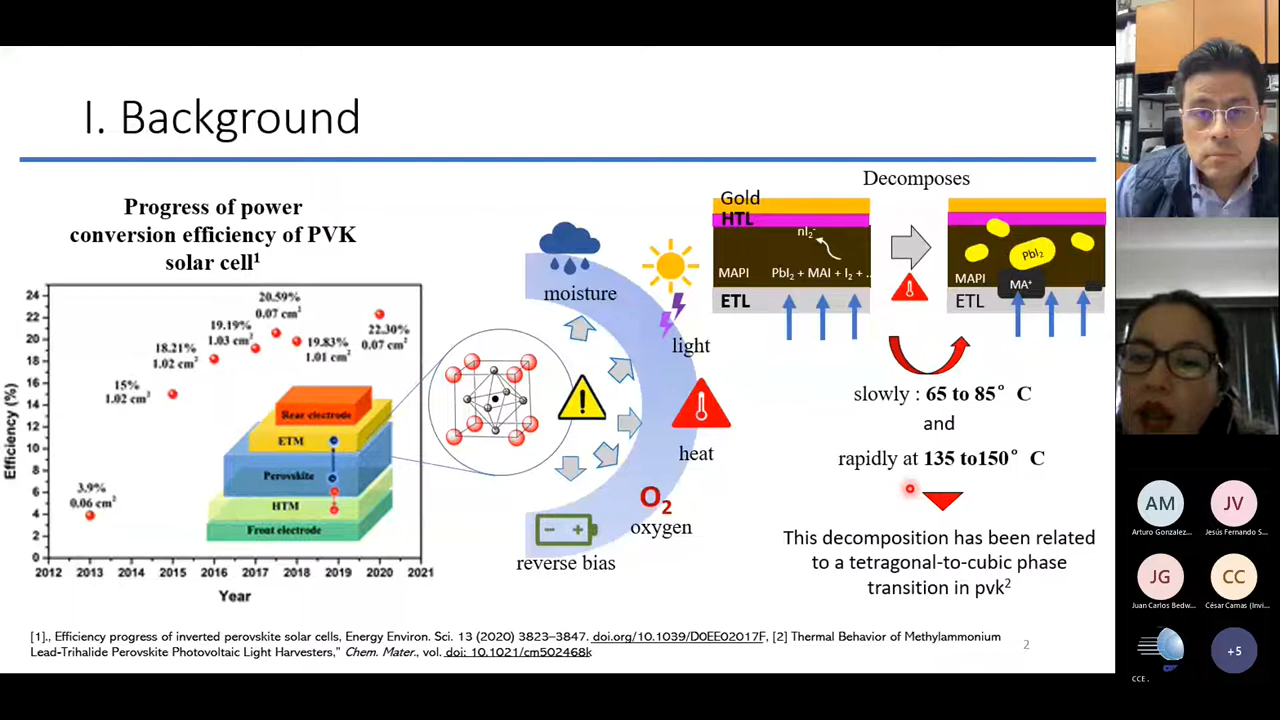 I. Background
Progress of power
conversion efficiency of PVK
solar cell1
24
22
20
18
16
14
12
10
8
6
4
2
0
Efficiency (%)
2012 2013 2014 2015 2016 2017 2018 2019 2020 2021
Year
3.9%
0.06 cm2
15%
1.02 cm2
18.21%
1.02 cm2
19.19%
1.03 cm2
20.59%
0.07 cm2
19.83%
1.01 cm2
22.30%
0.07 cm2
Rear electrode
ETM
Perovskite
HTM
Front electrode
moisture
light
heat
O2
oxygen
reverse bias
Decomposes
Gold
HTL
nI2-
MAPI PbI2 + MAI + I2 + ..
ETL
PbI2
MAPI
MA+
ETL
slowly : 65 to 85° C
and
rapidly at 135 to150° C
This decomposition has been related
to a tetragonal-to-cubic phase
transition in pvk2
[1]., Efficiency progress of inverted perovskite solar cells, Energy Environ. Sci. 13 (2020) 3823–3847. doi.org/10.1039/D0EE02017F, [2] Thermal Behavior of Methylammonium
Lead-Trihalide Perovskite Photovoltaic Light Harvesters," Chem. Mater., vol. doi: 10.1021/cm502468k
2
AM
Arturo Gonzalez...
JV
Jesús Fernando S...
JG
Juan Carlos Bedw...
CC
César Camas (Invi...
CCE .
+5